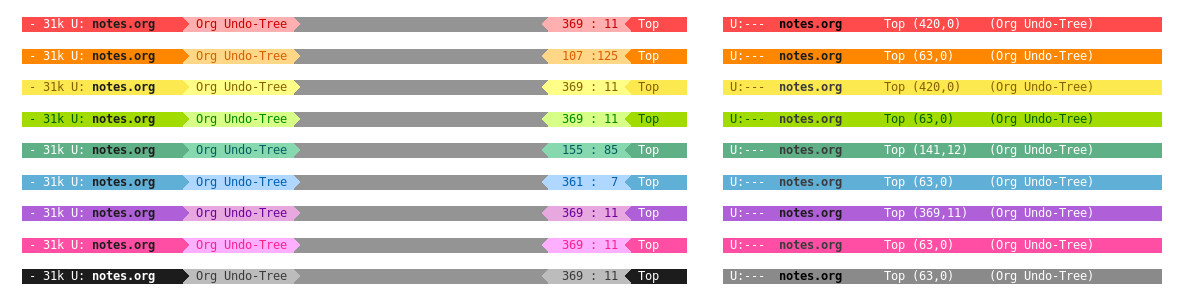 - 31k U: notes.org Org Undo-Tree 369 : 11 Top U:--- notes.org Top (420,0) (Org Undo-Tree)
- 31k U: notes.org Org Undo-Tree 107 :125 Top U:--- notes.org Top (63,0) (Org Undo-Tree)
- 31k U: notes.org Org Undo-Tree 369 : 11 Top U:--- notes.org Top (420,0) (Org Undo-Tree)
- 31k U: notes.org Org Undo-Tree 369 : 11 Top U:--- notes.org Top (63,0) (Org Undo-Tree)
- 31k U: notes.org Org Undo-Tree 155 : 85 Top U:--- notes.org Top (141,12) (Org Undo-Tree)
- 31k U: notes.org Org Undo-Tree 361 : 7 Top U:--- notes.org Top (63,0) (Org Undo-Tree)
- 31k U: notes.org Org Undo-Tree 369 : 11 Top U:--- notes.org Top (369,11) (Org Undo-Tree)
- 31k U: notes.org Org Undo-Tree 369 : 11 Top U:--- notes.org Top (63,0) (Org Undo-Tree)
- 31k U: notes.org Org Undo-Tree 369 : 11 Top U:--- notes.org Top (63,0) (Org Undo-Tree)